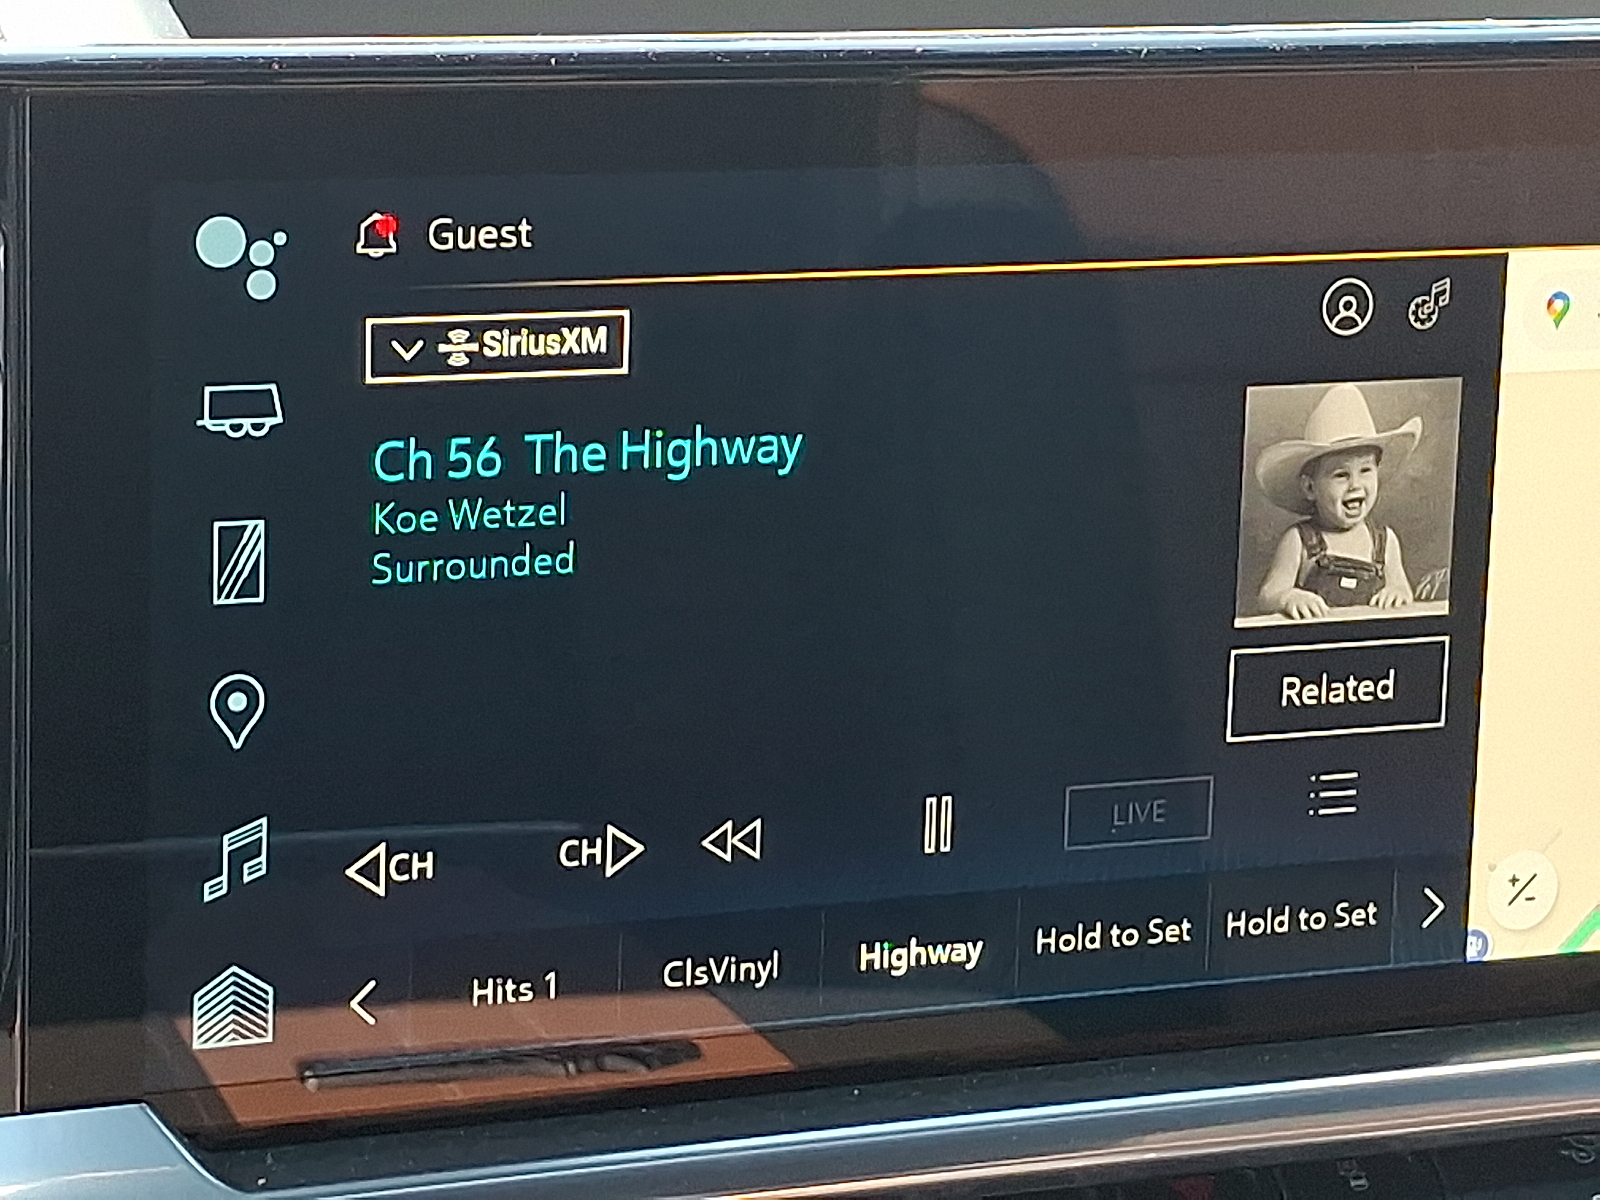 Guest
SiriusXM
Ch 56 The Highway
Koe Wetzel
Surrounded
Related
CH
CH
LIVE
Hits 1
ClsVinyl
Highway
Hold to Set
Hold to Set
+/-